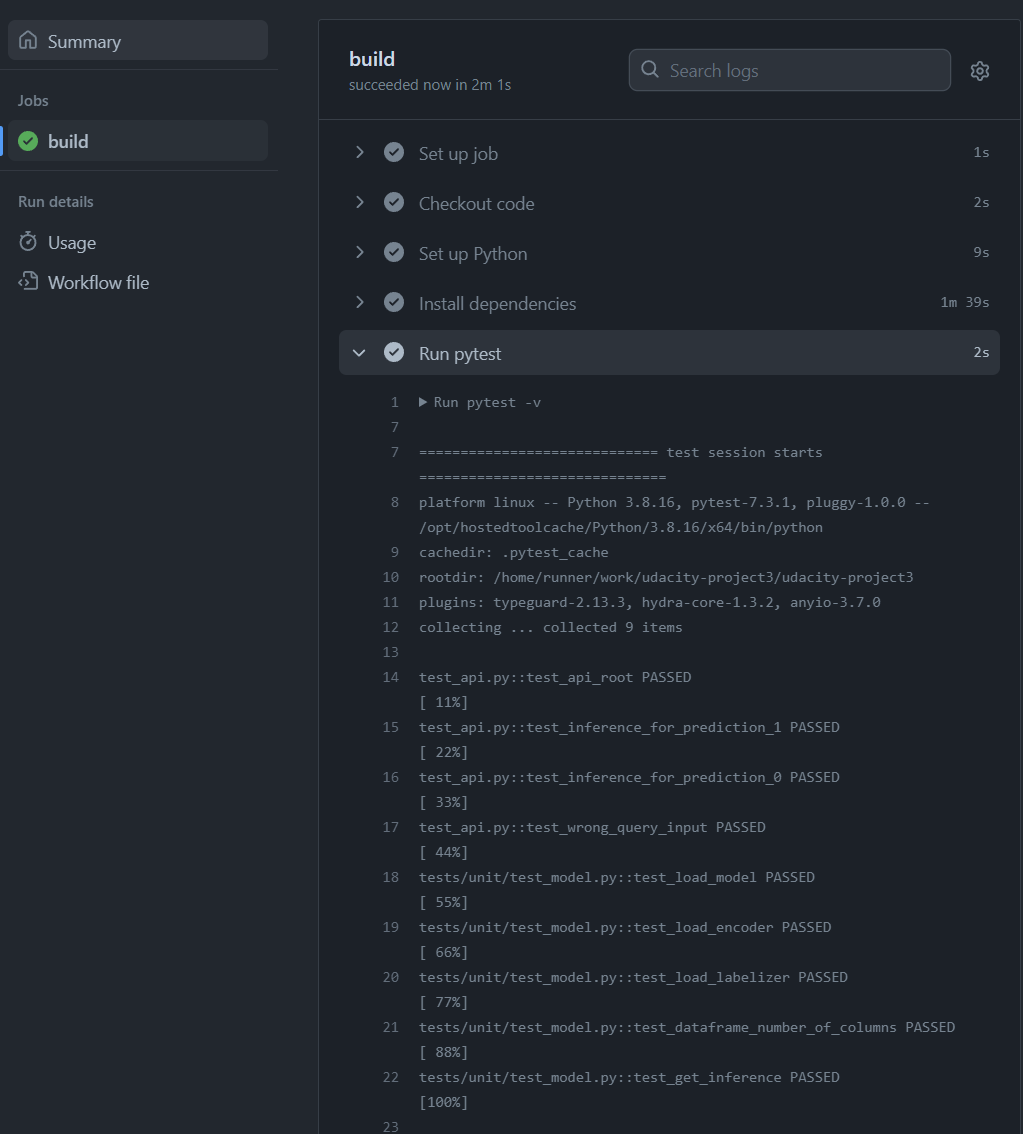 Summary
Jobs
build
Run details
Usage
Workflow file
build
succeeded now in 2m 1s
Search logs
Set up job 1s
Checkout code 2s
Set up Python 9s
Install dependencies 1m 39s
Run pytest 2s
1 Run pytest -v
7
7 ============================= test session starts
==============================
8 platform linux -- Python 3.8.16, pytest-7.3.1, pluggy-1.0.0 --
/opt/hostedtoolcache/Python/3.8.16/x64/bin/python
9 cachedir: .pytest_cache
10 rootdir: /home/runner/work/udacity-project3/udacity-project3
11 plugins: typeguard-2.13.3, hydra-core-1.3.2, anyio-3.7.0
12 collecting ... collected 9 items
13
14 test_api.py::test_api_root PASSED
[ 11%]
15 test_api.py::test_inference_for_prediction_1 PASSED
[ 22%]
16 test_api.py::test_inference_for_prediction_0 PASSED
[ 33%]
17 test_api.py::test_wrong_query_input PASSED
[ 44%]
18 tests/unit/test_model.py::test_load_model PASSED
[ 55%]
19 tests/unit/test_model.py::test_load_encoder PASSED
[ 66%]
20 tests/unit/test_model.py::test_load_labelizer PASSED
[ 77%]
21 tests/unit/test_model.py::test_dataframe_number_of_columns PASSED
[ 88%]
22 tests/unit/test_model.py::test_get_inference PASSED
[100%]
23